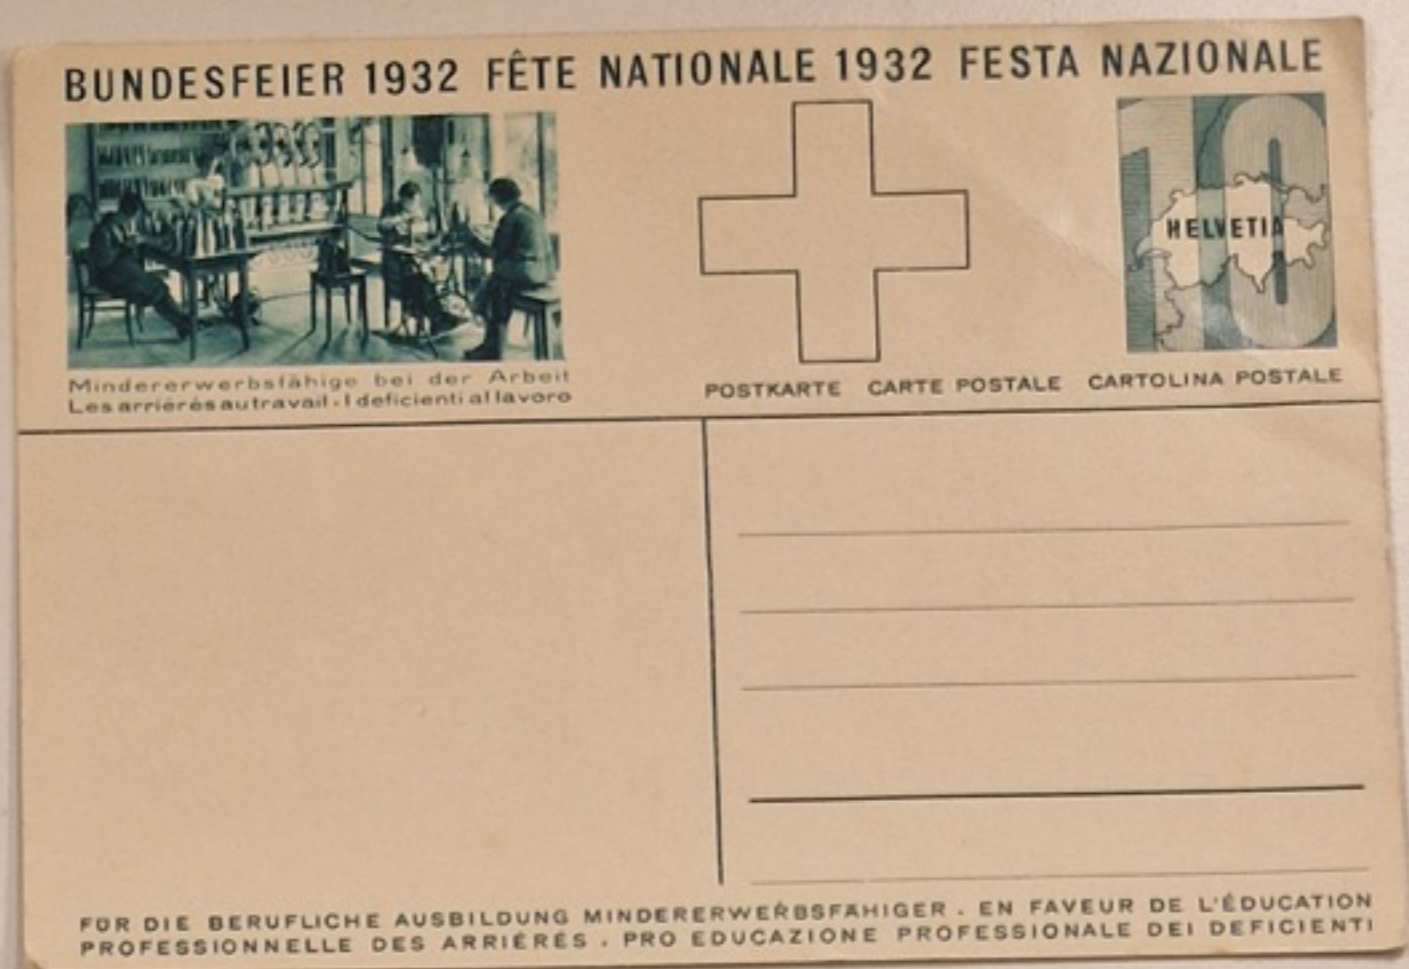 BUNDESFEIER 1932 FÊTE NATIONALE 1932 FESTA NAZIONALE
10
HELVETIA
Mindererwerbsfähige bei der Arbeit
Les arriérés au travail - I deficienti al lavoro
POSTKARTE CARTE POSTALE CARTOLINA POSTALE
FÜR DIE BERUFLICHE AUSBILDUNG MINDERERWERBSFÄHIGER . EN FAVEUR DE L'ÉDUCATION
PROFESSIONNELLE DES ARRIÉRÉS . PRO EDUCAZIONE PROFESSIONALE DEI DEFICIENTI